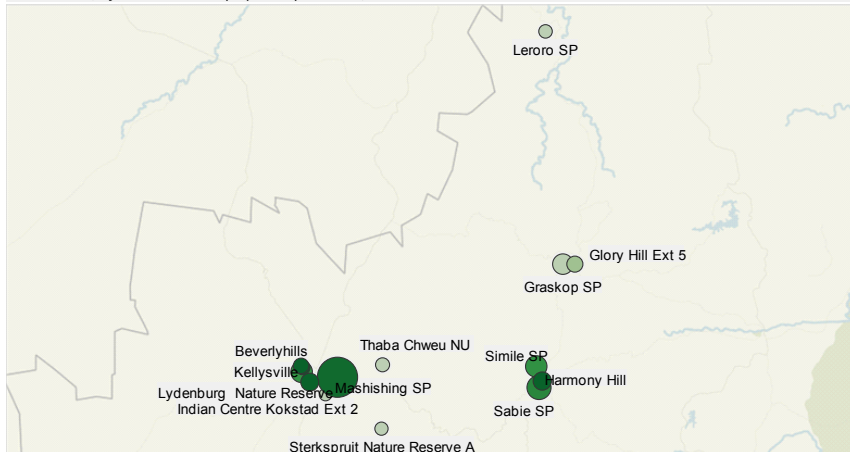 Leroro SP
Glory Hill Ext 5
Graskop SP
Thaba Chweu NU
Beverlyhills
Simile SP
Kellysville
Harmony Hill
Mashishing SP
Lydenburg Nature Reserve
Indian Centre Kokstad Ext 2
Sabie SP
Sterkspruit Nature Reserve A